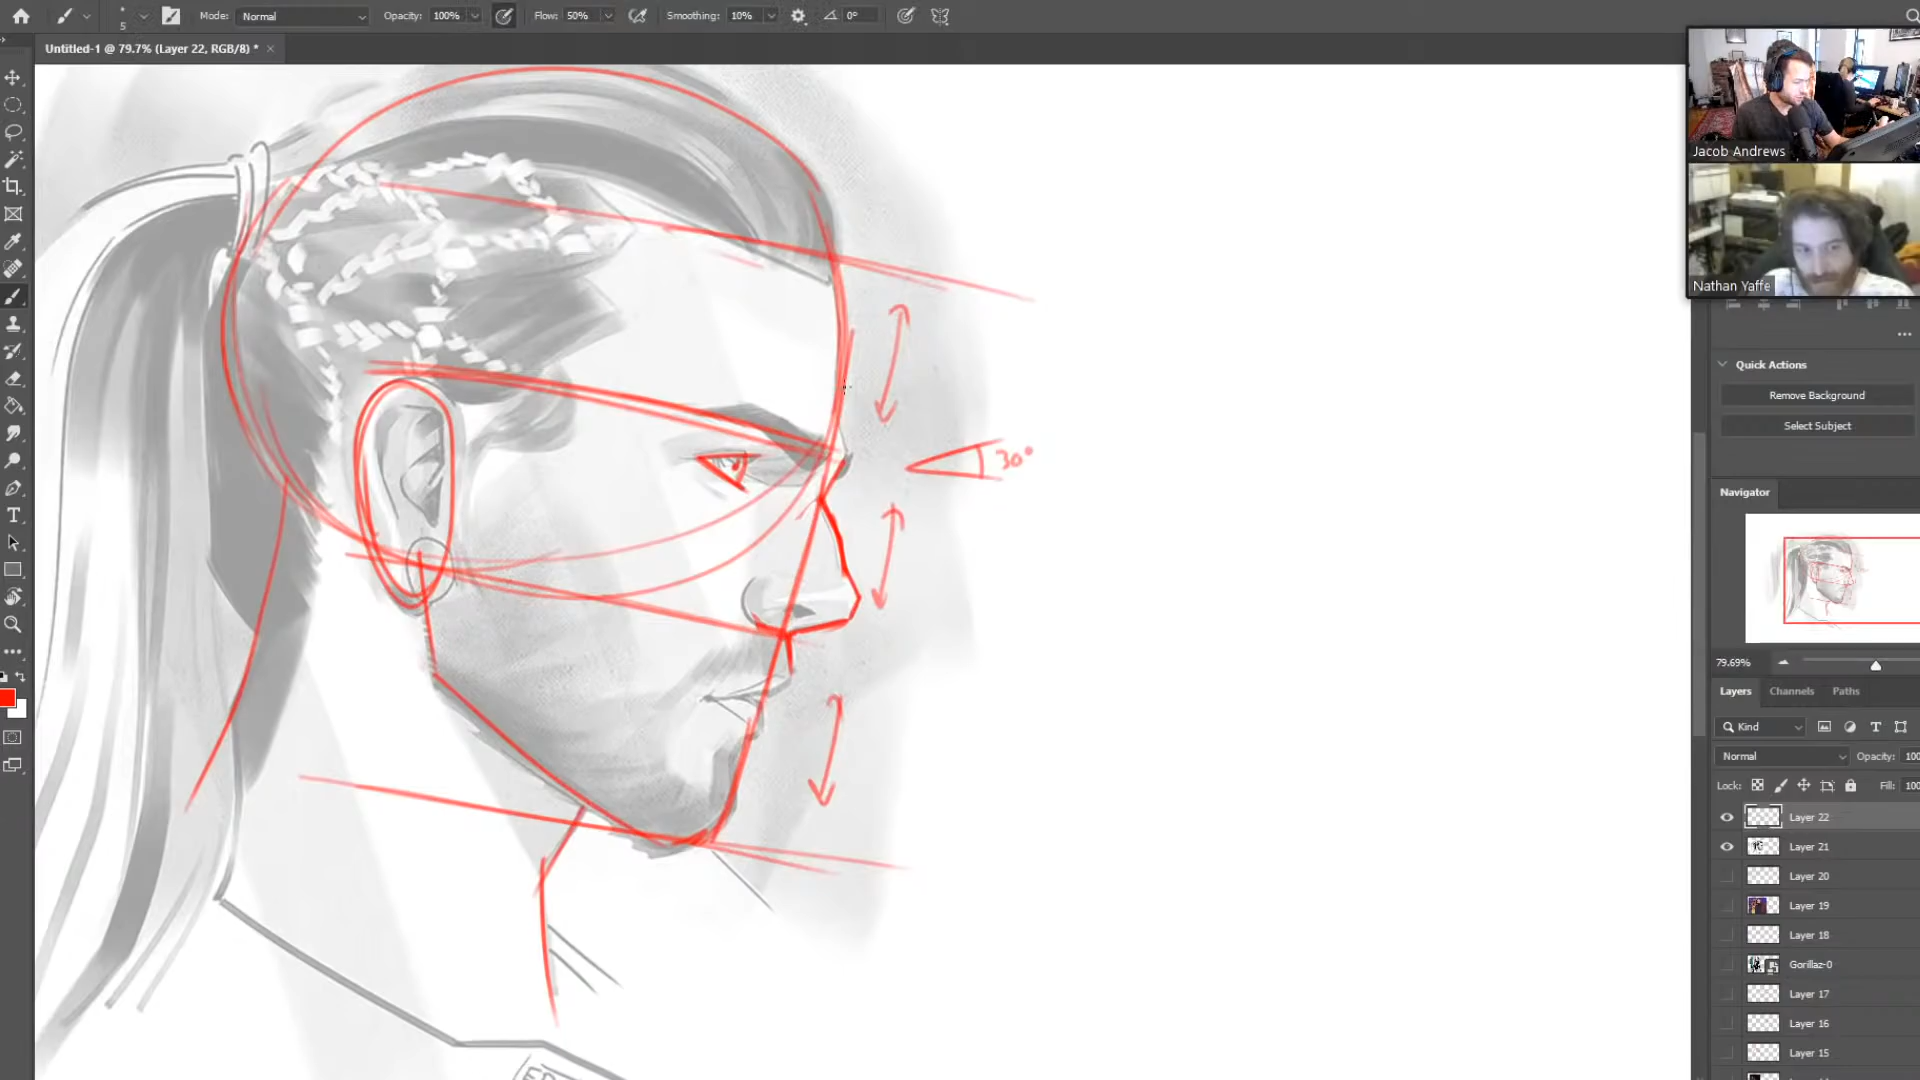 5
Mode: Normal
Opacity: 100%
Flow: 50%
Smoothing: 10%
0°
Untitled-1 @ 79.7% (Layer 22, RGB/8) *
Jacob Andrews
Nathan Yaffe
30°
Quick Actions
Remove Background
Select Subject
Navigator
79.69%
Layers Channels Paths
Kind
Normal Opacity: 100
Lock: Fill: 100
Layer 22
Layer 21
Layer 20
Layer 19
Layer 18
Gorillaz-0
Layer 17
Layer 16
Layer 15